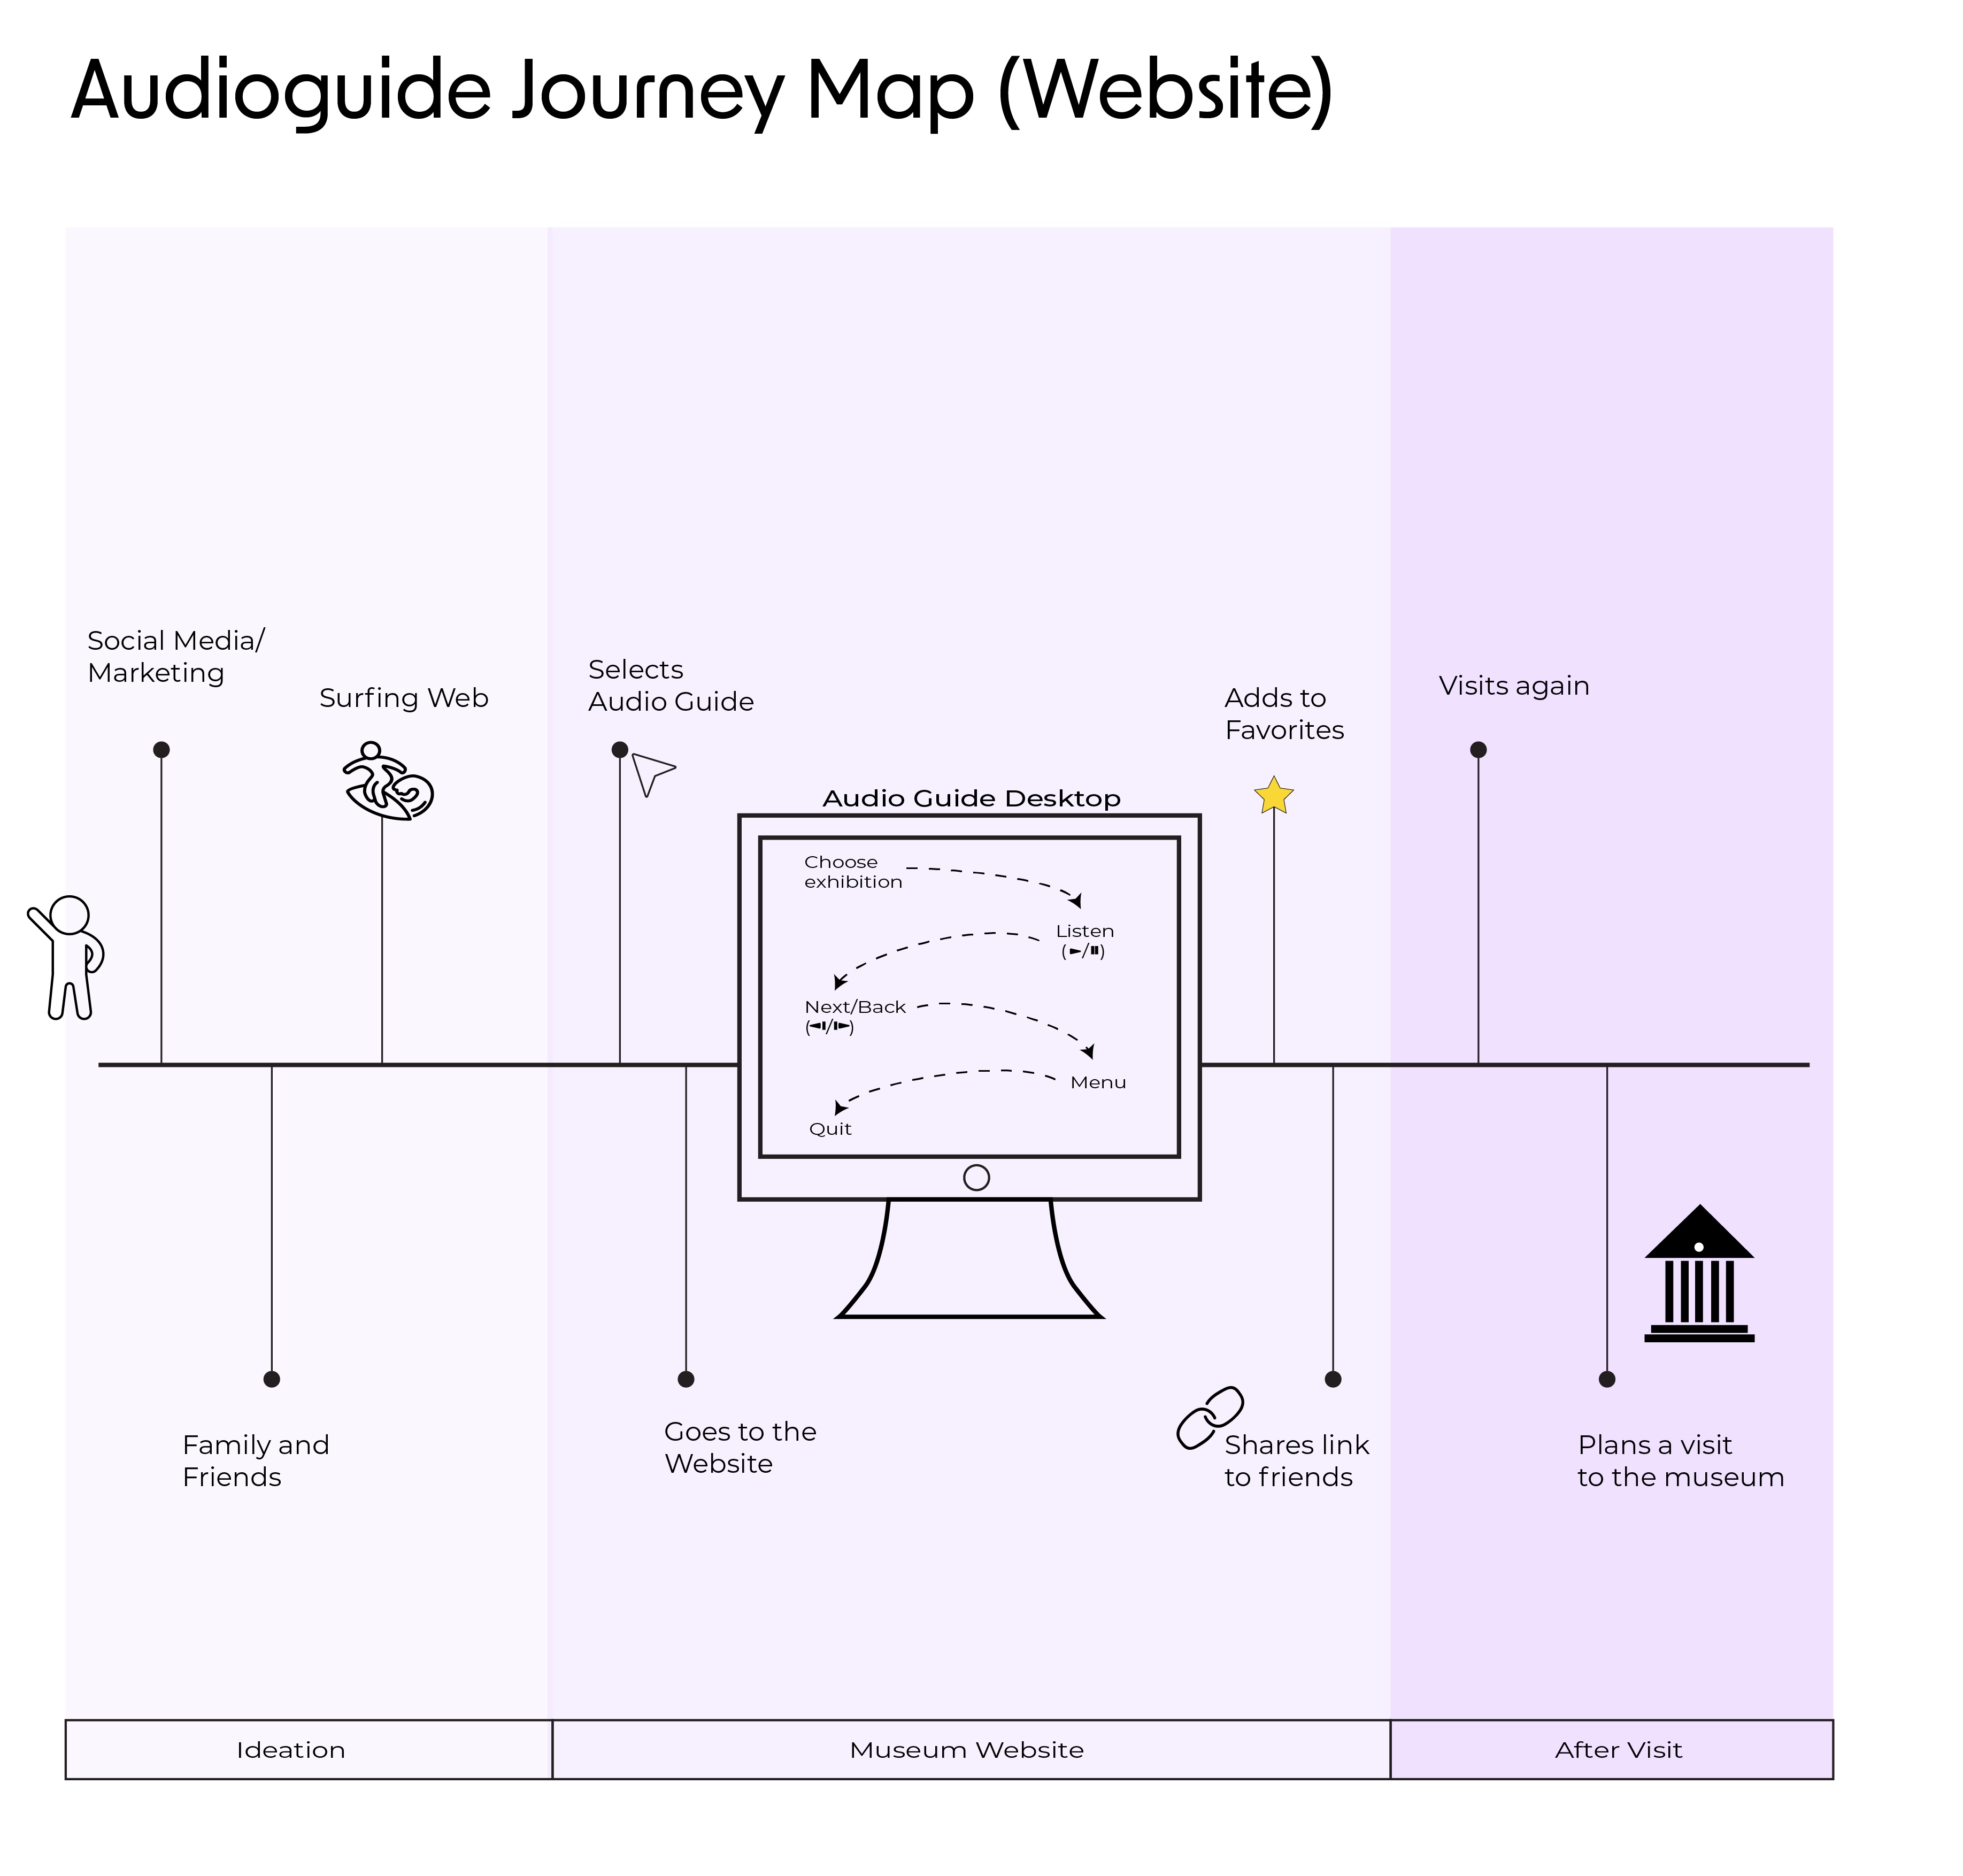 Audioguide Journey Map (Website)
Social Media/
Marketing
Surfing Web
Selects
Audio Guide
Adds to
Favorites
Visits again
Audio Guide Desktop
Choose
exhibition
Listen
(►/⏸)
Next/Back
(◄▮/▮►)
Menu
Quit
Family and
Friends
Goes to the
Website
Shares link
to friends
Plans a visit
to the museum
Ideation
Museum Website
After Visit